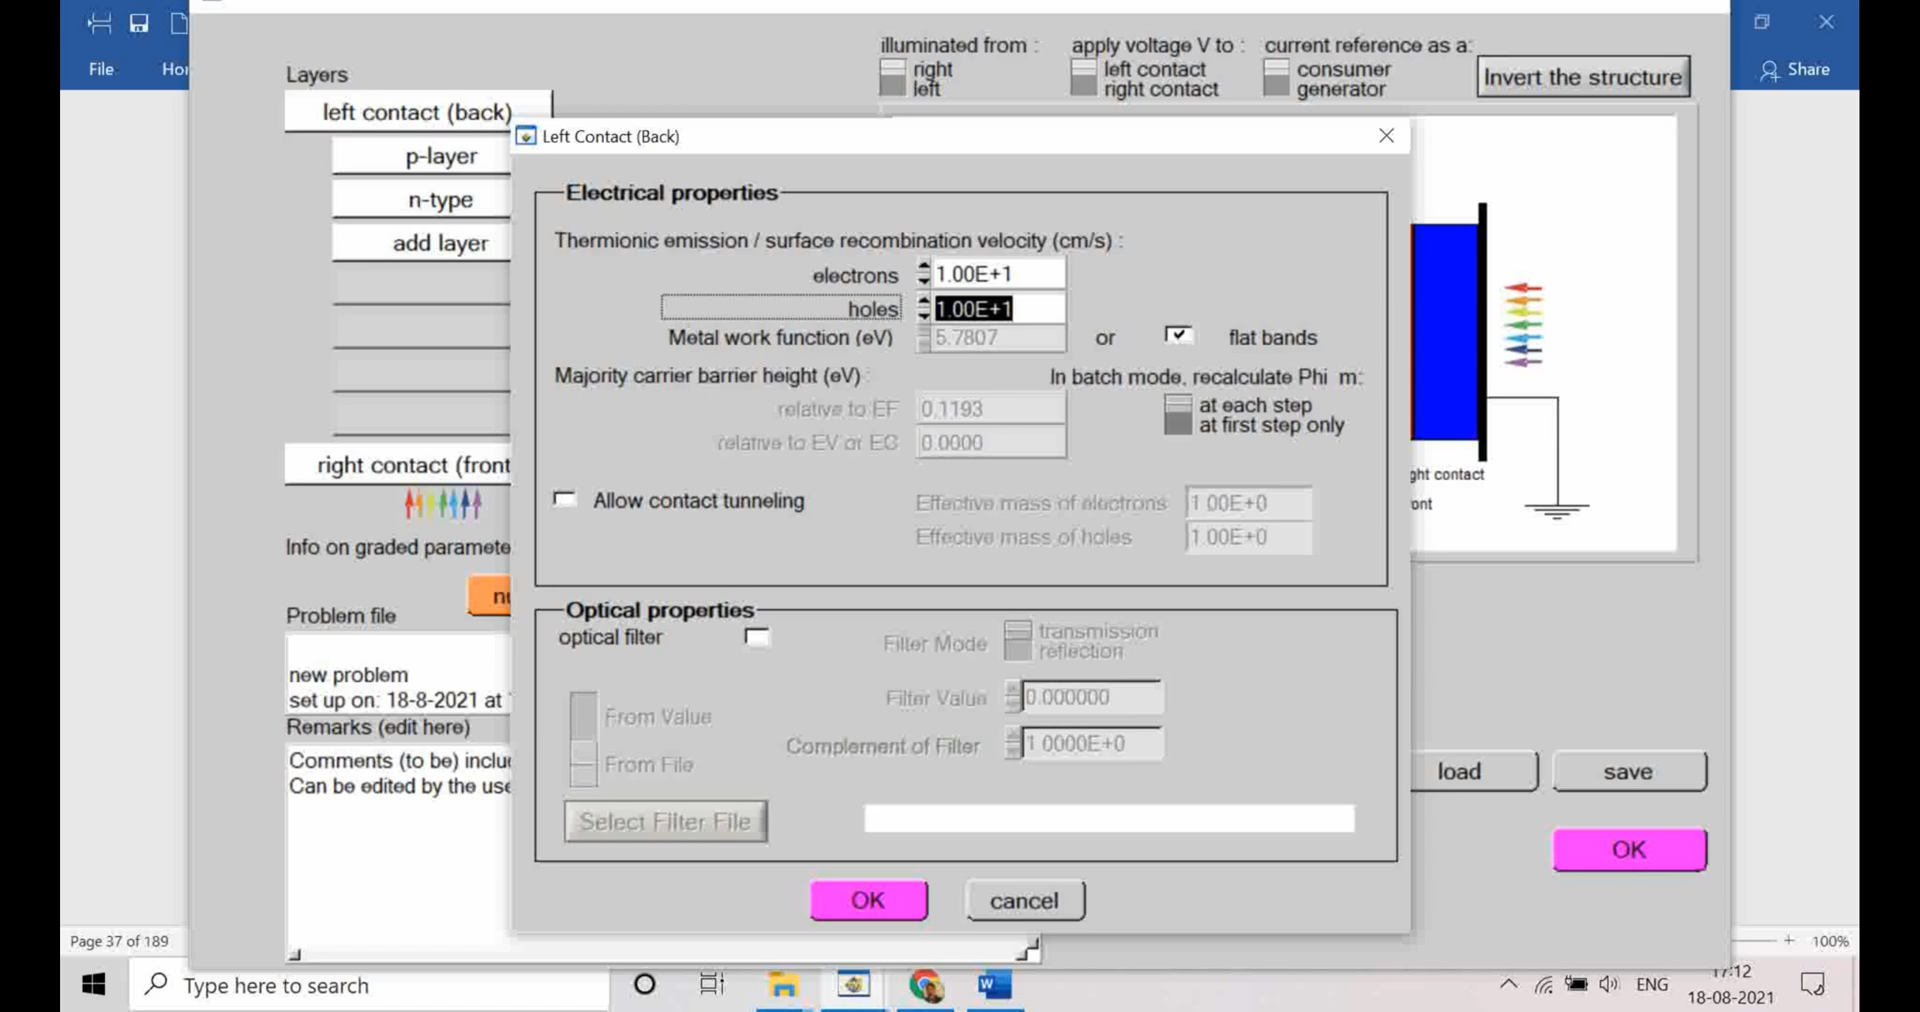 File
Share
Layers
illuminated from :
right
left
apply voltage V to :
left contact
right contact
current reference as a:
consumer
generator
Invert the structure
left contact (back)
p-layer
n-type
add layer
right contact (front
Info on graded paramete
Problem file
new problem
set up on: 18-8-2021 at
Remarks (edit here)
Comments (to be) inclu
Can be edited by the use
Left Contact (Back)
Electrical properties
Thermionic emission / surface recombination velocity (cm/s) :
electrons 1.00E+1
holes 1.00E+1
Metal work function (eV) 5.7807 or flat bands
Majority carrier barrier height (eV) :
In batch mode, recalculate Phi m:
relative to EF 0.1193
at each step
at first step only
relative to EV or EC 0.0000
Allow contact tunneling
Effective mass of electrons 1.00E+0
Effective mass of holes 1.00E+0
Optical properties
optical filter
Filter Mode
transmission
reflection
From Value
From File
Filter Value 0.000000
Complement of Filter 1.0000E+0
Select Filter File
OK
cancel
ght contact
ont
load
save
OK
Page 37 of 189
100%
Type here to search
ENG
17:12
18-08-2021